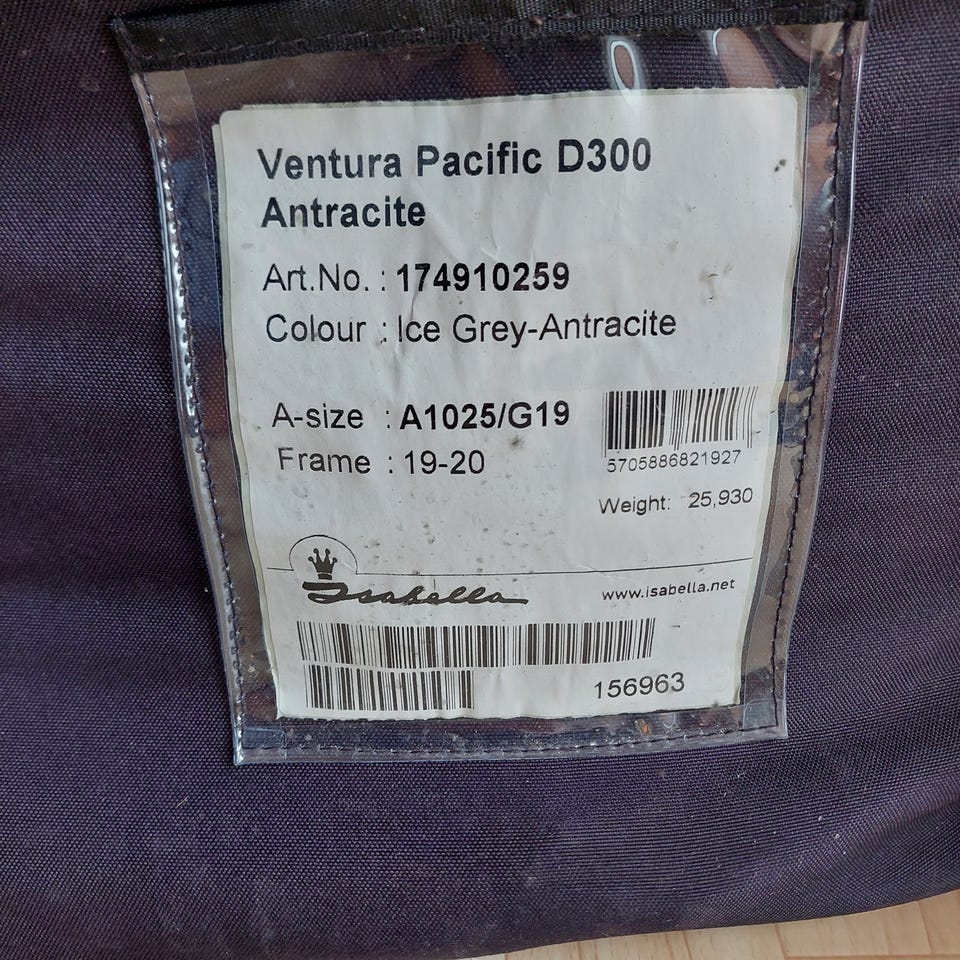 Ventura Pacific D300
Antracite
Art.No. : 174910259
Colour : Ice Grey-Antracite
A-size : A1025/G19
Frame : 19-20
5705886821927
Weight: 25,930
Isabella
www.isabella.net
156963